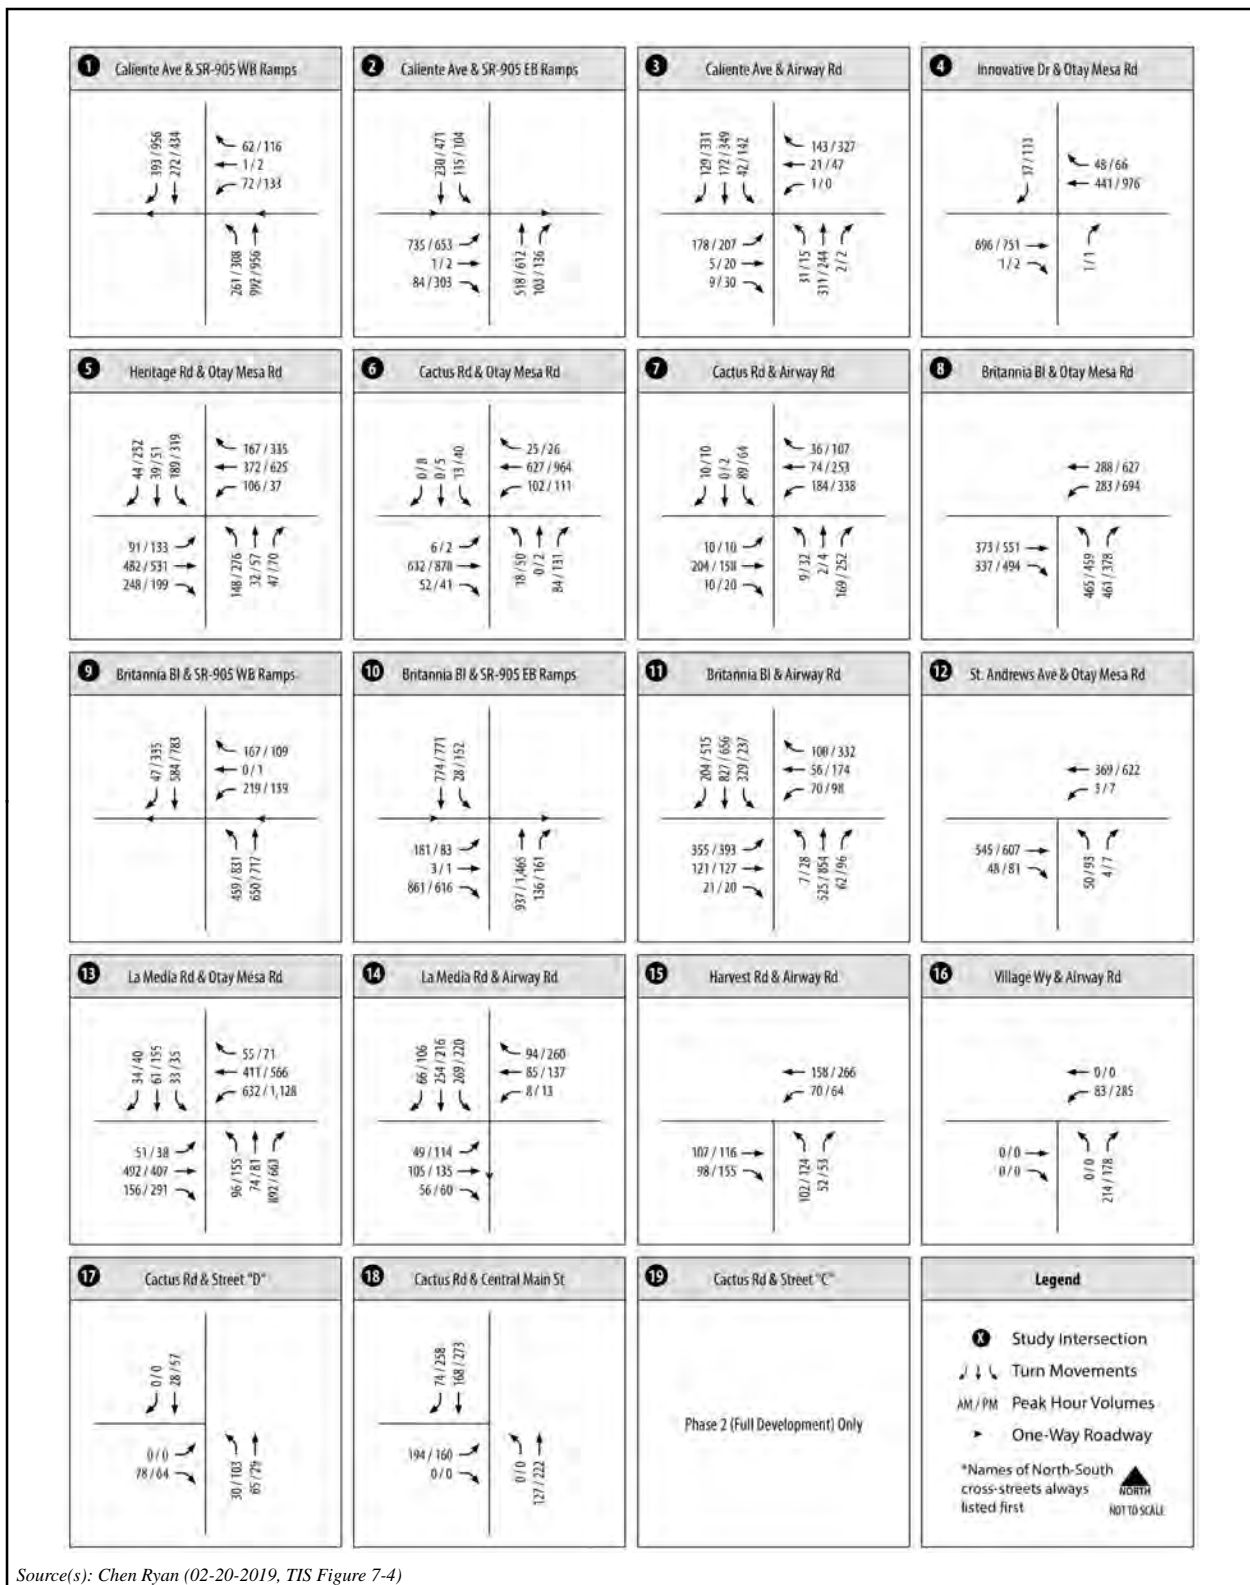 1 Caliente Ave & SR-905 WB Ramps
393 / 956
272 / 434
62 / 116
1 / 2
72 / 133
261 / 308
992 / 956
2 Caliente Ave & SR-905 EB Ramps
230 / 471
115 / 104
735 / 653
1 / 2
84 / 303
518 / 612
103 / 136
3 Caliente Ave & Airway Rd
129 / 331
172 / 349
42 / 142
143 / 327
21 / 47
1 / 0
178 / 207
5 / 20
9 / 30
31 / 15
311 / 244
2 / 2
4 Innovative Dr & Otay Mesa Rd
37 / 113
48 / 66
441 / 976
696 / 751
1 / 2
1 / 1
5 Heritage Rd & Otay Mesa Rd
44 / 252
39 / 51
189 / 319
167 / 335
372 / 625
106 / 37
91 / 133
482 / 531
248 / 199
148 / 276
32 / 57
47 / 70
6 Cactus Rd & Otay Mesa Rd
0 / 8
0 / 5
13 / 40
25 / 26
627 / 964
102 / 111
6 / 2
632 / 878
52 / 41
18 / 50
0 / 2
84 / 131
7 Cactus Rd & Airway Rd
10 / 10
0 / 2
89 / 64
36 / 107
74 / 253
184 / 338
10 / 10
204 / 158
10 / 20
9 / 32
2 / 4
169 / 252
8 Britannia Bl & Otay Mesa Rd
288 / 627
283 / 694
373 / 551
337 / 494
465 / 459
461 / 378
9 Britannia Bl & SR-905 WB Ramps
47 / 335
584 / 783
167 / 109
0 / 1
219 / 139
459 / 831
650 / 717
10 Britannia Bl & SR-905 EB Ramps
774 / 771
28 / 152
181 / 83
3 / 1
861 / 616
937 / 1,465
136 / 161
11 Britannia Bl & Airway Rd
204 / 515
827 / 656
329 / 237
108 / 332
56 / 174
70 / 98
355 / 393
121 / 127
21 / 20
7 / 28
525 / 854
62 / 96
12 St. Andrews Ave & Otay Mesa Rd
369 / 622
3 / 7
545 / 607
48 / 81
50 / 93
4 / 7
13 La Media Rd & Otay Mesa Rd
34 / 40
61 / 155
33 / 35
55 / 71
411 / 566
632 / 1,128
51 / 38
492 / 407
156 / 291
96 / 155
74 / 81
892 / 663
14 La Media Rd & Airway Rd
66 / 106
254 / 216
269 / 220
94 / 260
85 / 137
8 / 13
49 / 114
105 / 135
56 / 60
15 Harvest Rd & Airway Rd
158 / 266
70 / 64
107 / 116
98 / 155
102 / 124
52 / 53
16 Village Wy & Airway Rd
0 / 0
83 / 285
0 / 0
0 / 0
0 / 0
214 / 178
17 Cactus Rd & Street "D"
0 / 0
28 / 57
0 / 0
78 / 64
30 / 103
65 / 29
18 Cactus Rd & Central Main St
74 / 258
168 / 273
194 / 160
0 / 0
0 / 0
127 / 222
19 Cactus Rd & Street "C"
Phase 2 (Full Development) Only
Legend
X Study Intersection
Turn Movements
AM / PM Peak Hour Volumes
One-Way Roadway
*Names of North-South
cross-streets always
listed first
NORTH
NOT TO SCALE
Source(s): Chen Ryan (02-20-2019, TIS Figure 7-4)